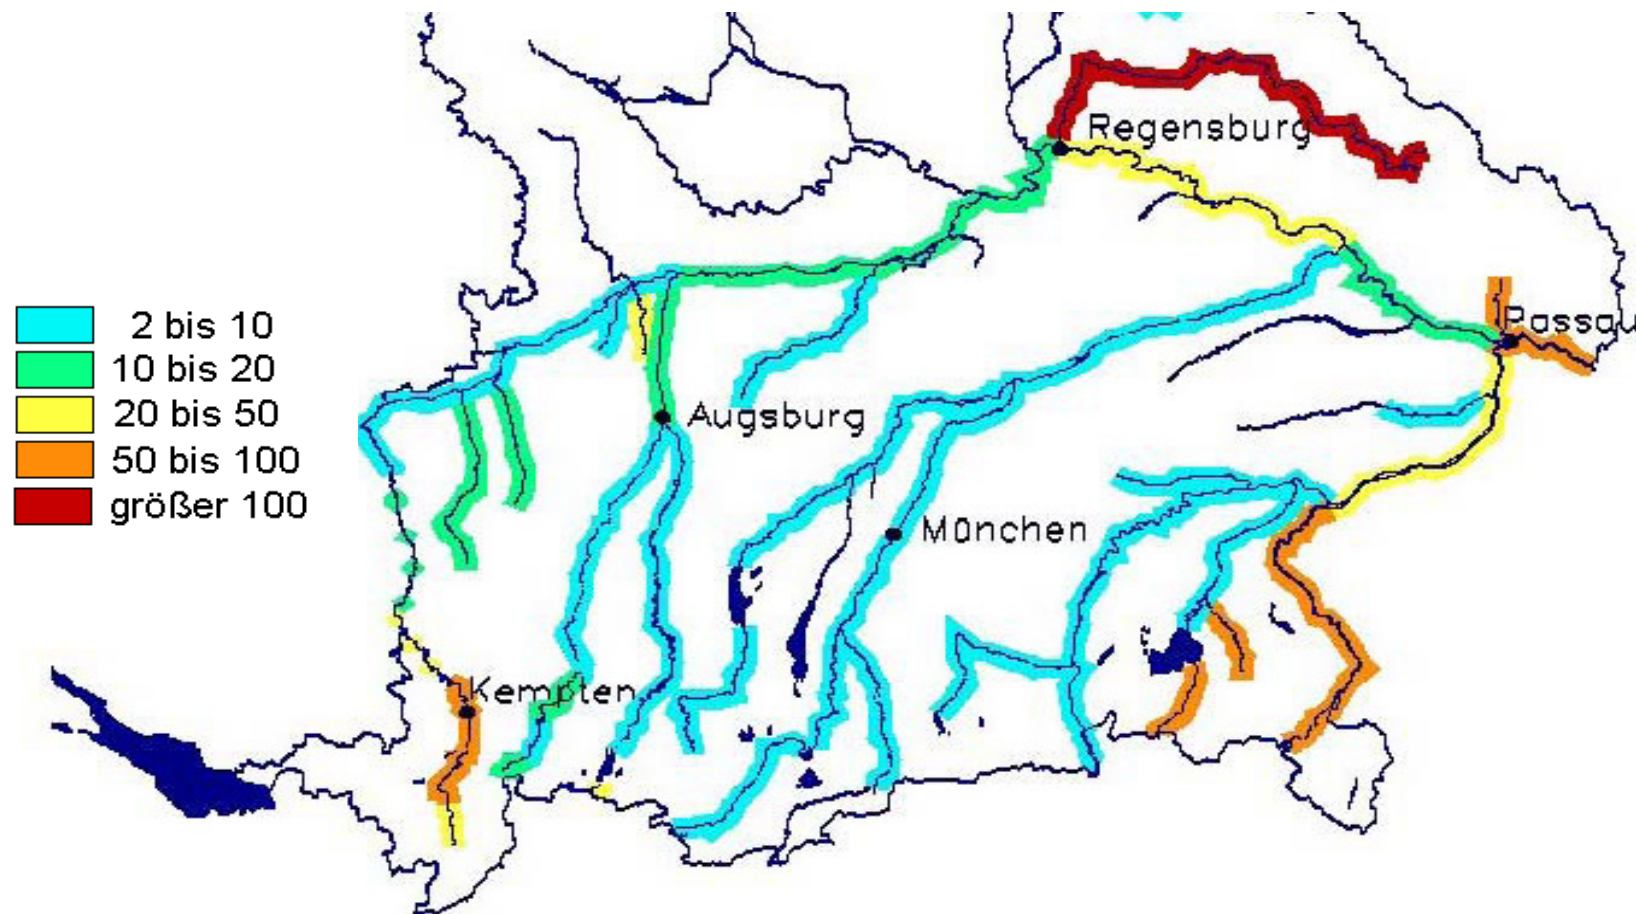 2 bis 10
10 bis 20
20 bis 50
50 bis 100
größer 100
Regensburg
Passau
Augsburg
München
Kempten